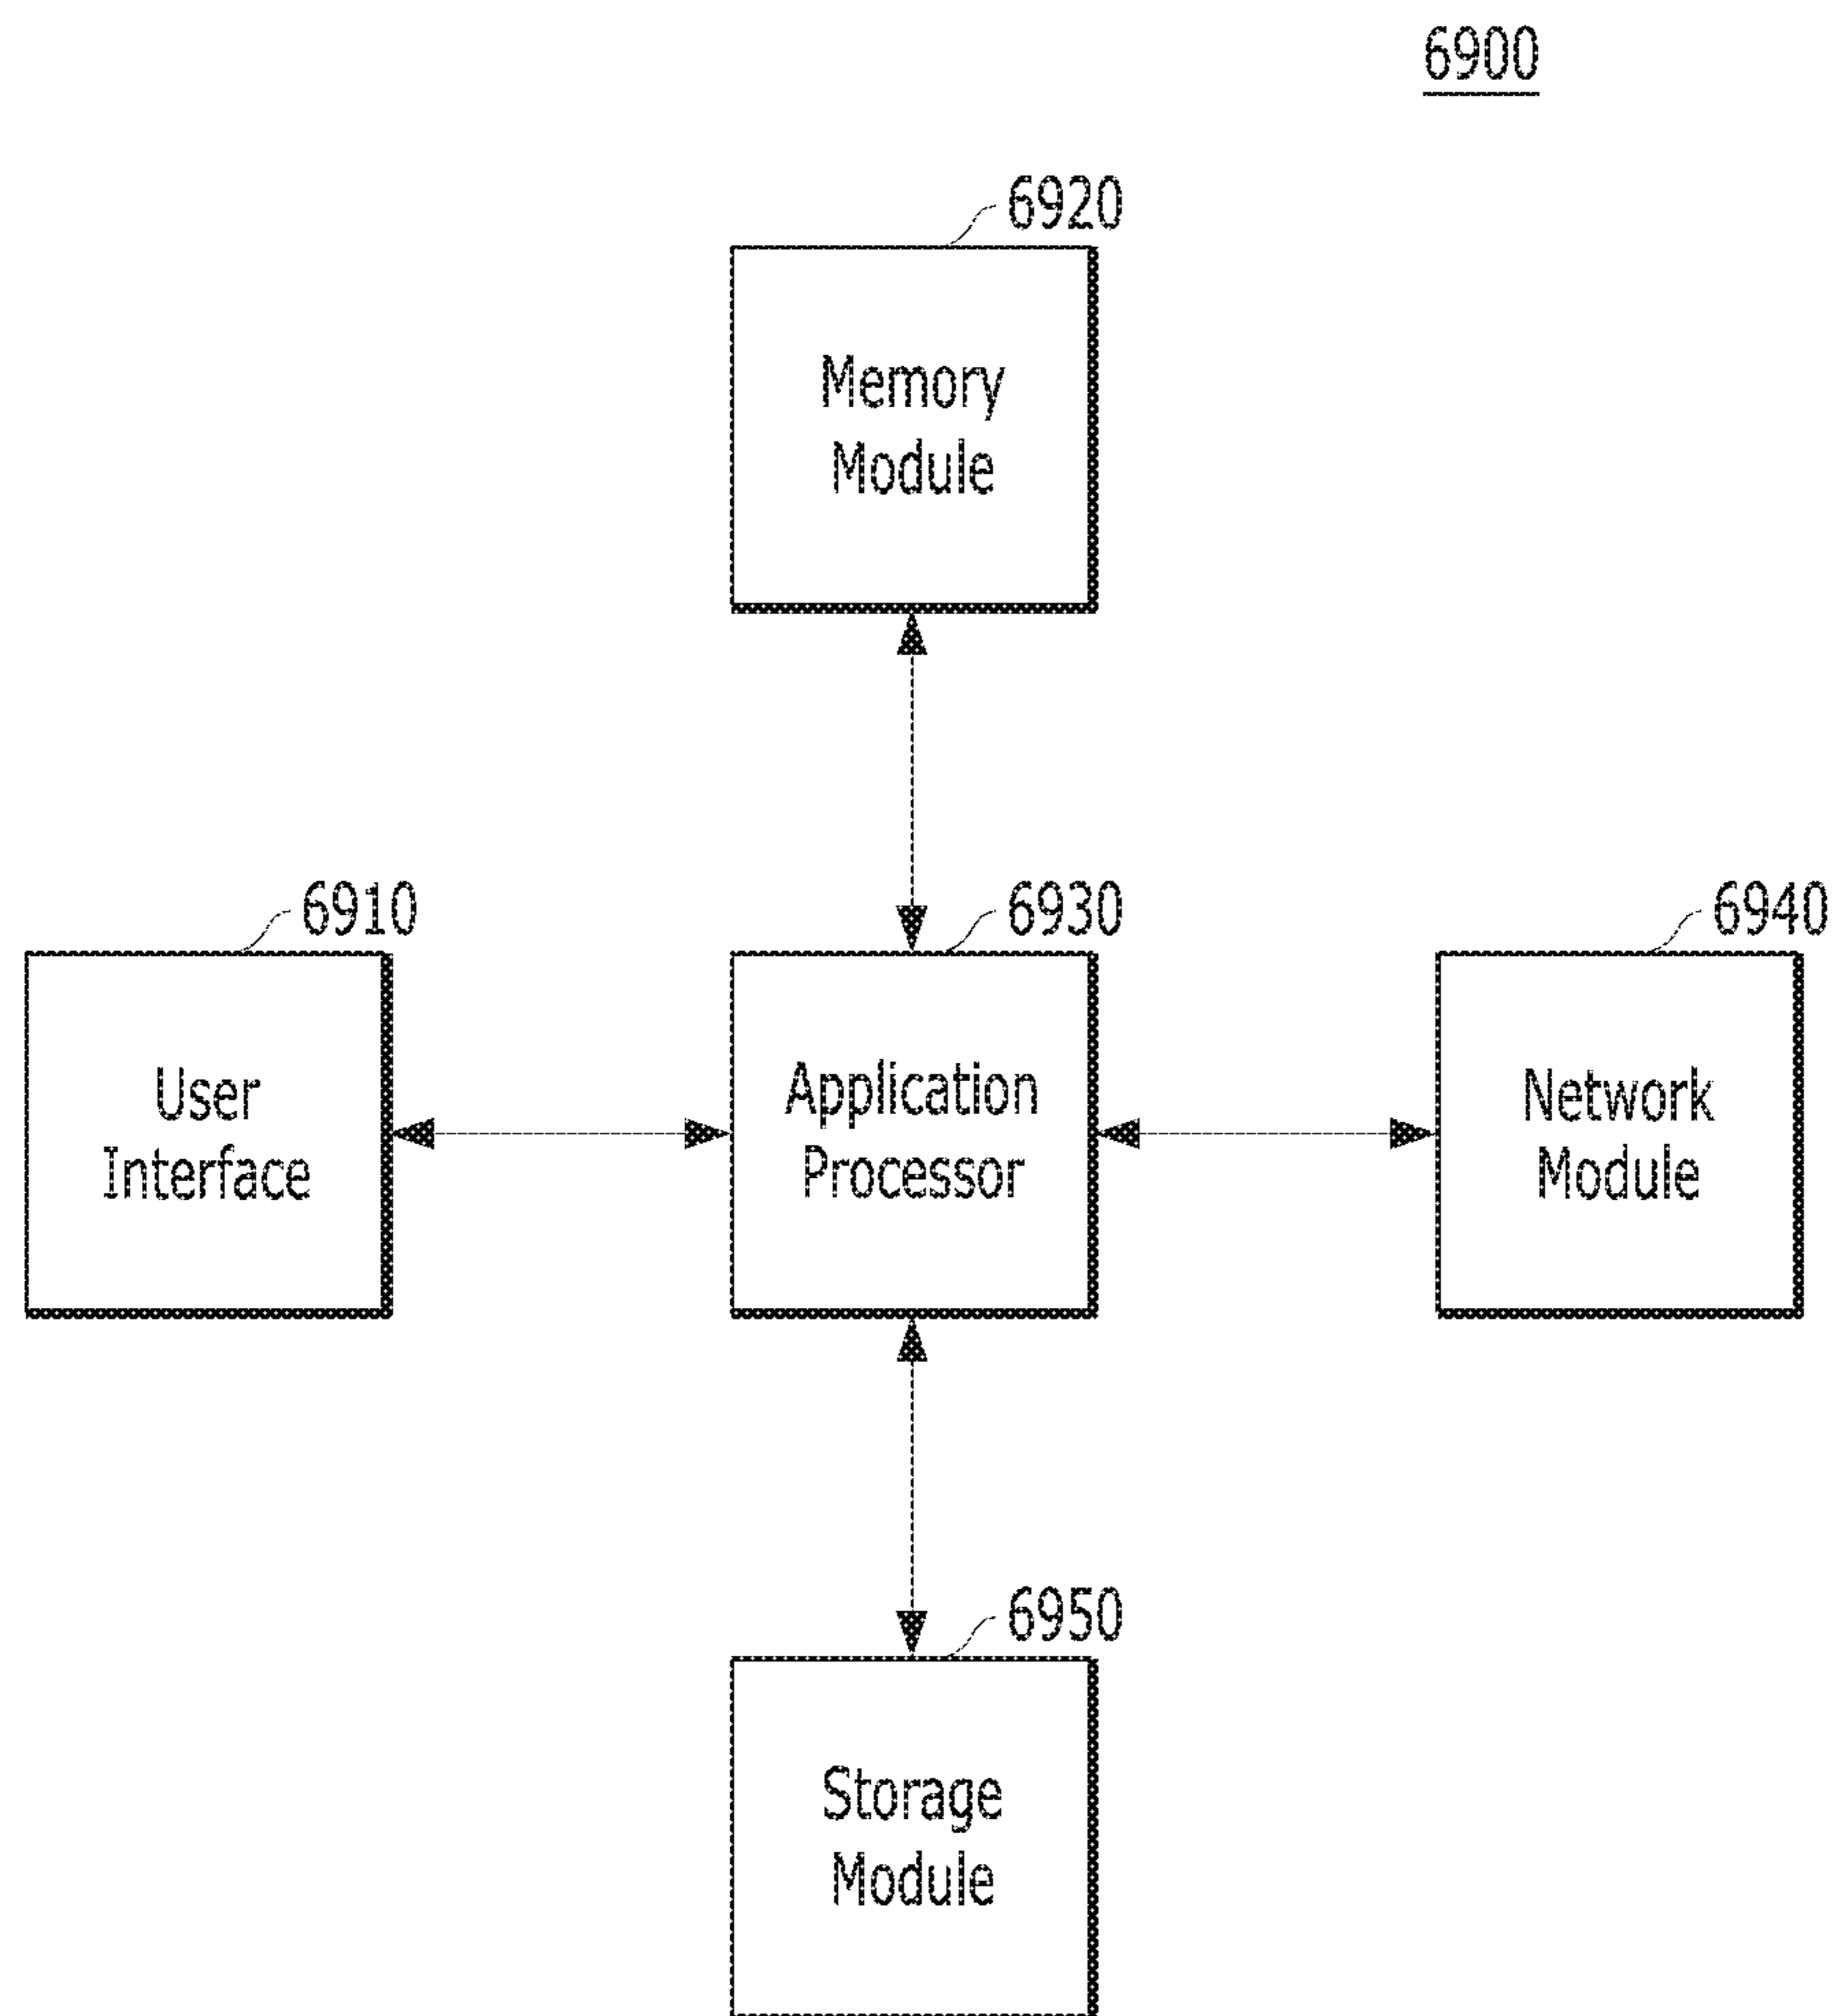 6900
6920
Memory
Module
6910
6930
6940
User
Interface
Application
Processor
Network
Module
6950
Storage
Module